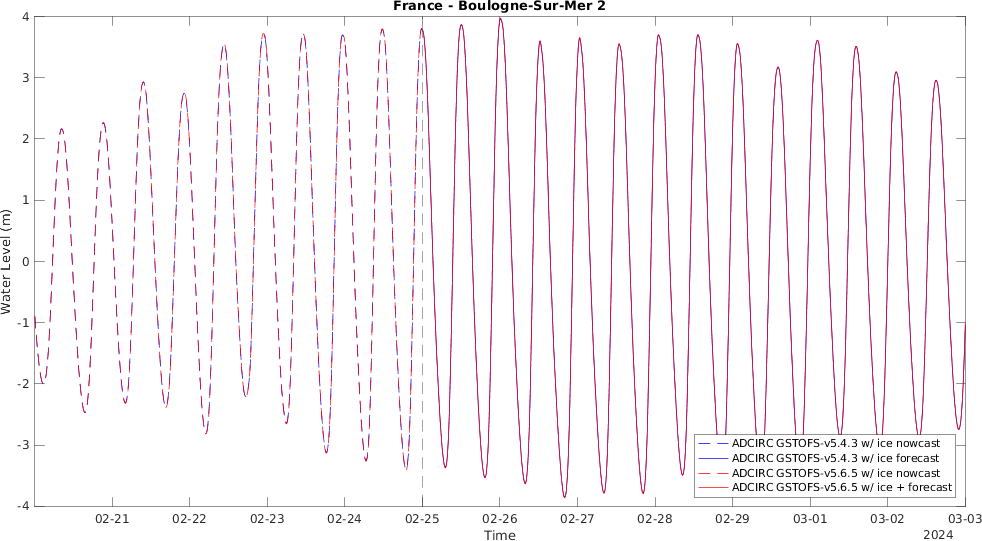 France - Boulogne-Sur-Mer 2
4
3
2
1
0
-1
-2
-3
-4
Water Level (m)
ADCIRC GSTOFS-v5.4.3 w/ ice nowcast
ADCIRC GSTOFS-v5.4.3 w/ ice forecast
ADCIRC GSTOFS-v5.6.5 w/ ice nowcast
ADCIRC GSTOFS-v5.6.5 w/ ice + forecast
02-21 02-22 02-23 02-24 02-25 02-26 02-27 02-28 02-29 03-01 03-02 03-03
Time
2024